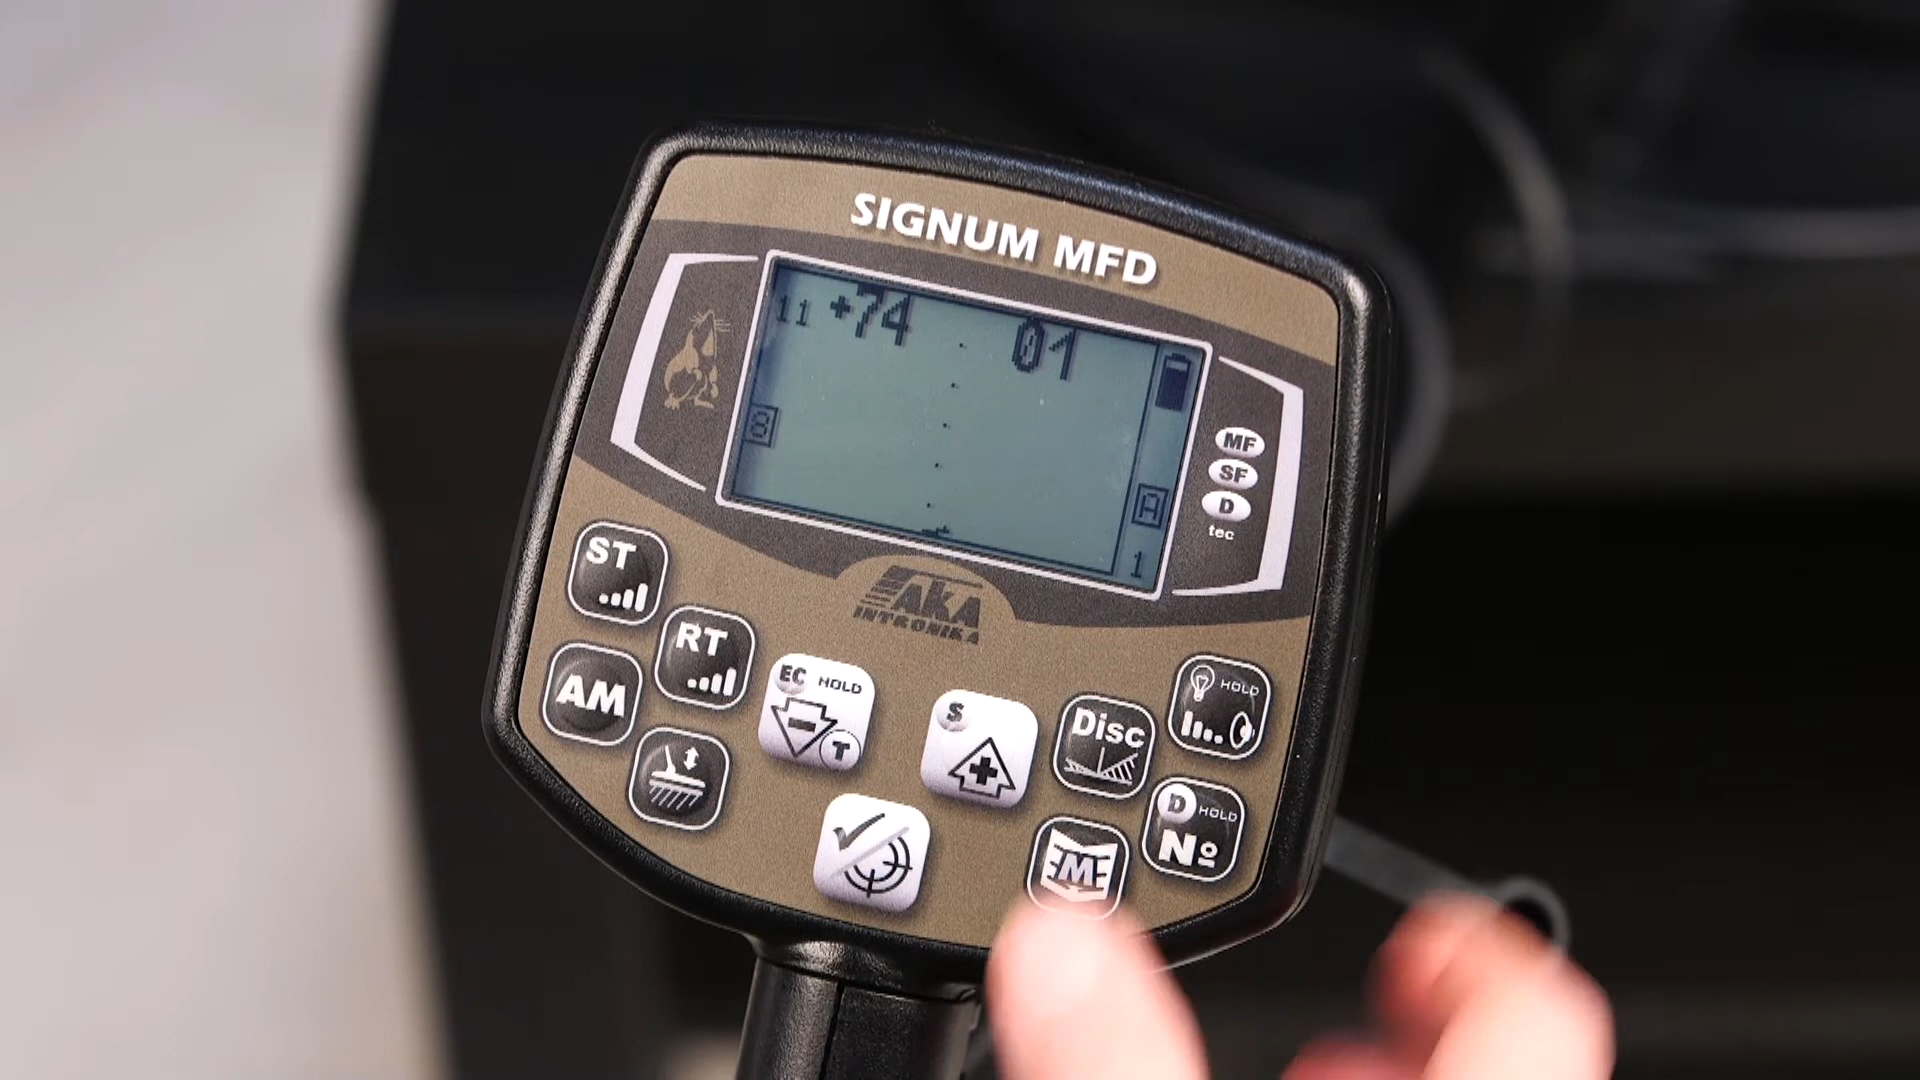 SIGNUM MFD
11 +74 01
8
A
1
MF
SF
D
tec
AKA
INTRONIKA
ST
RT
AM
EC HOLD
T
S
Disc
HOLD
D HOLD
№
M